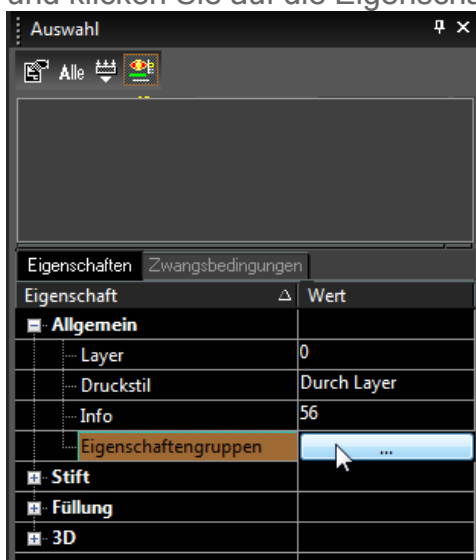 und klicken Sie auf die Eigensch
Auswahl
Alle
Eigenschaften Zwangsbedingungen
Eigenschaft Wert
Allgemein
Layer 0
Druckstil Durch Layer
Info 56
Eigenschaftengruppen ...
Stift
Füllung
3D